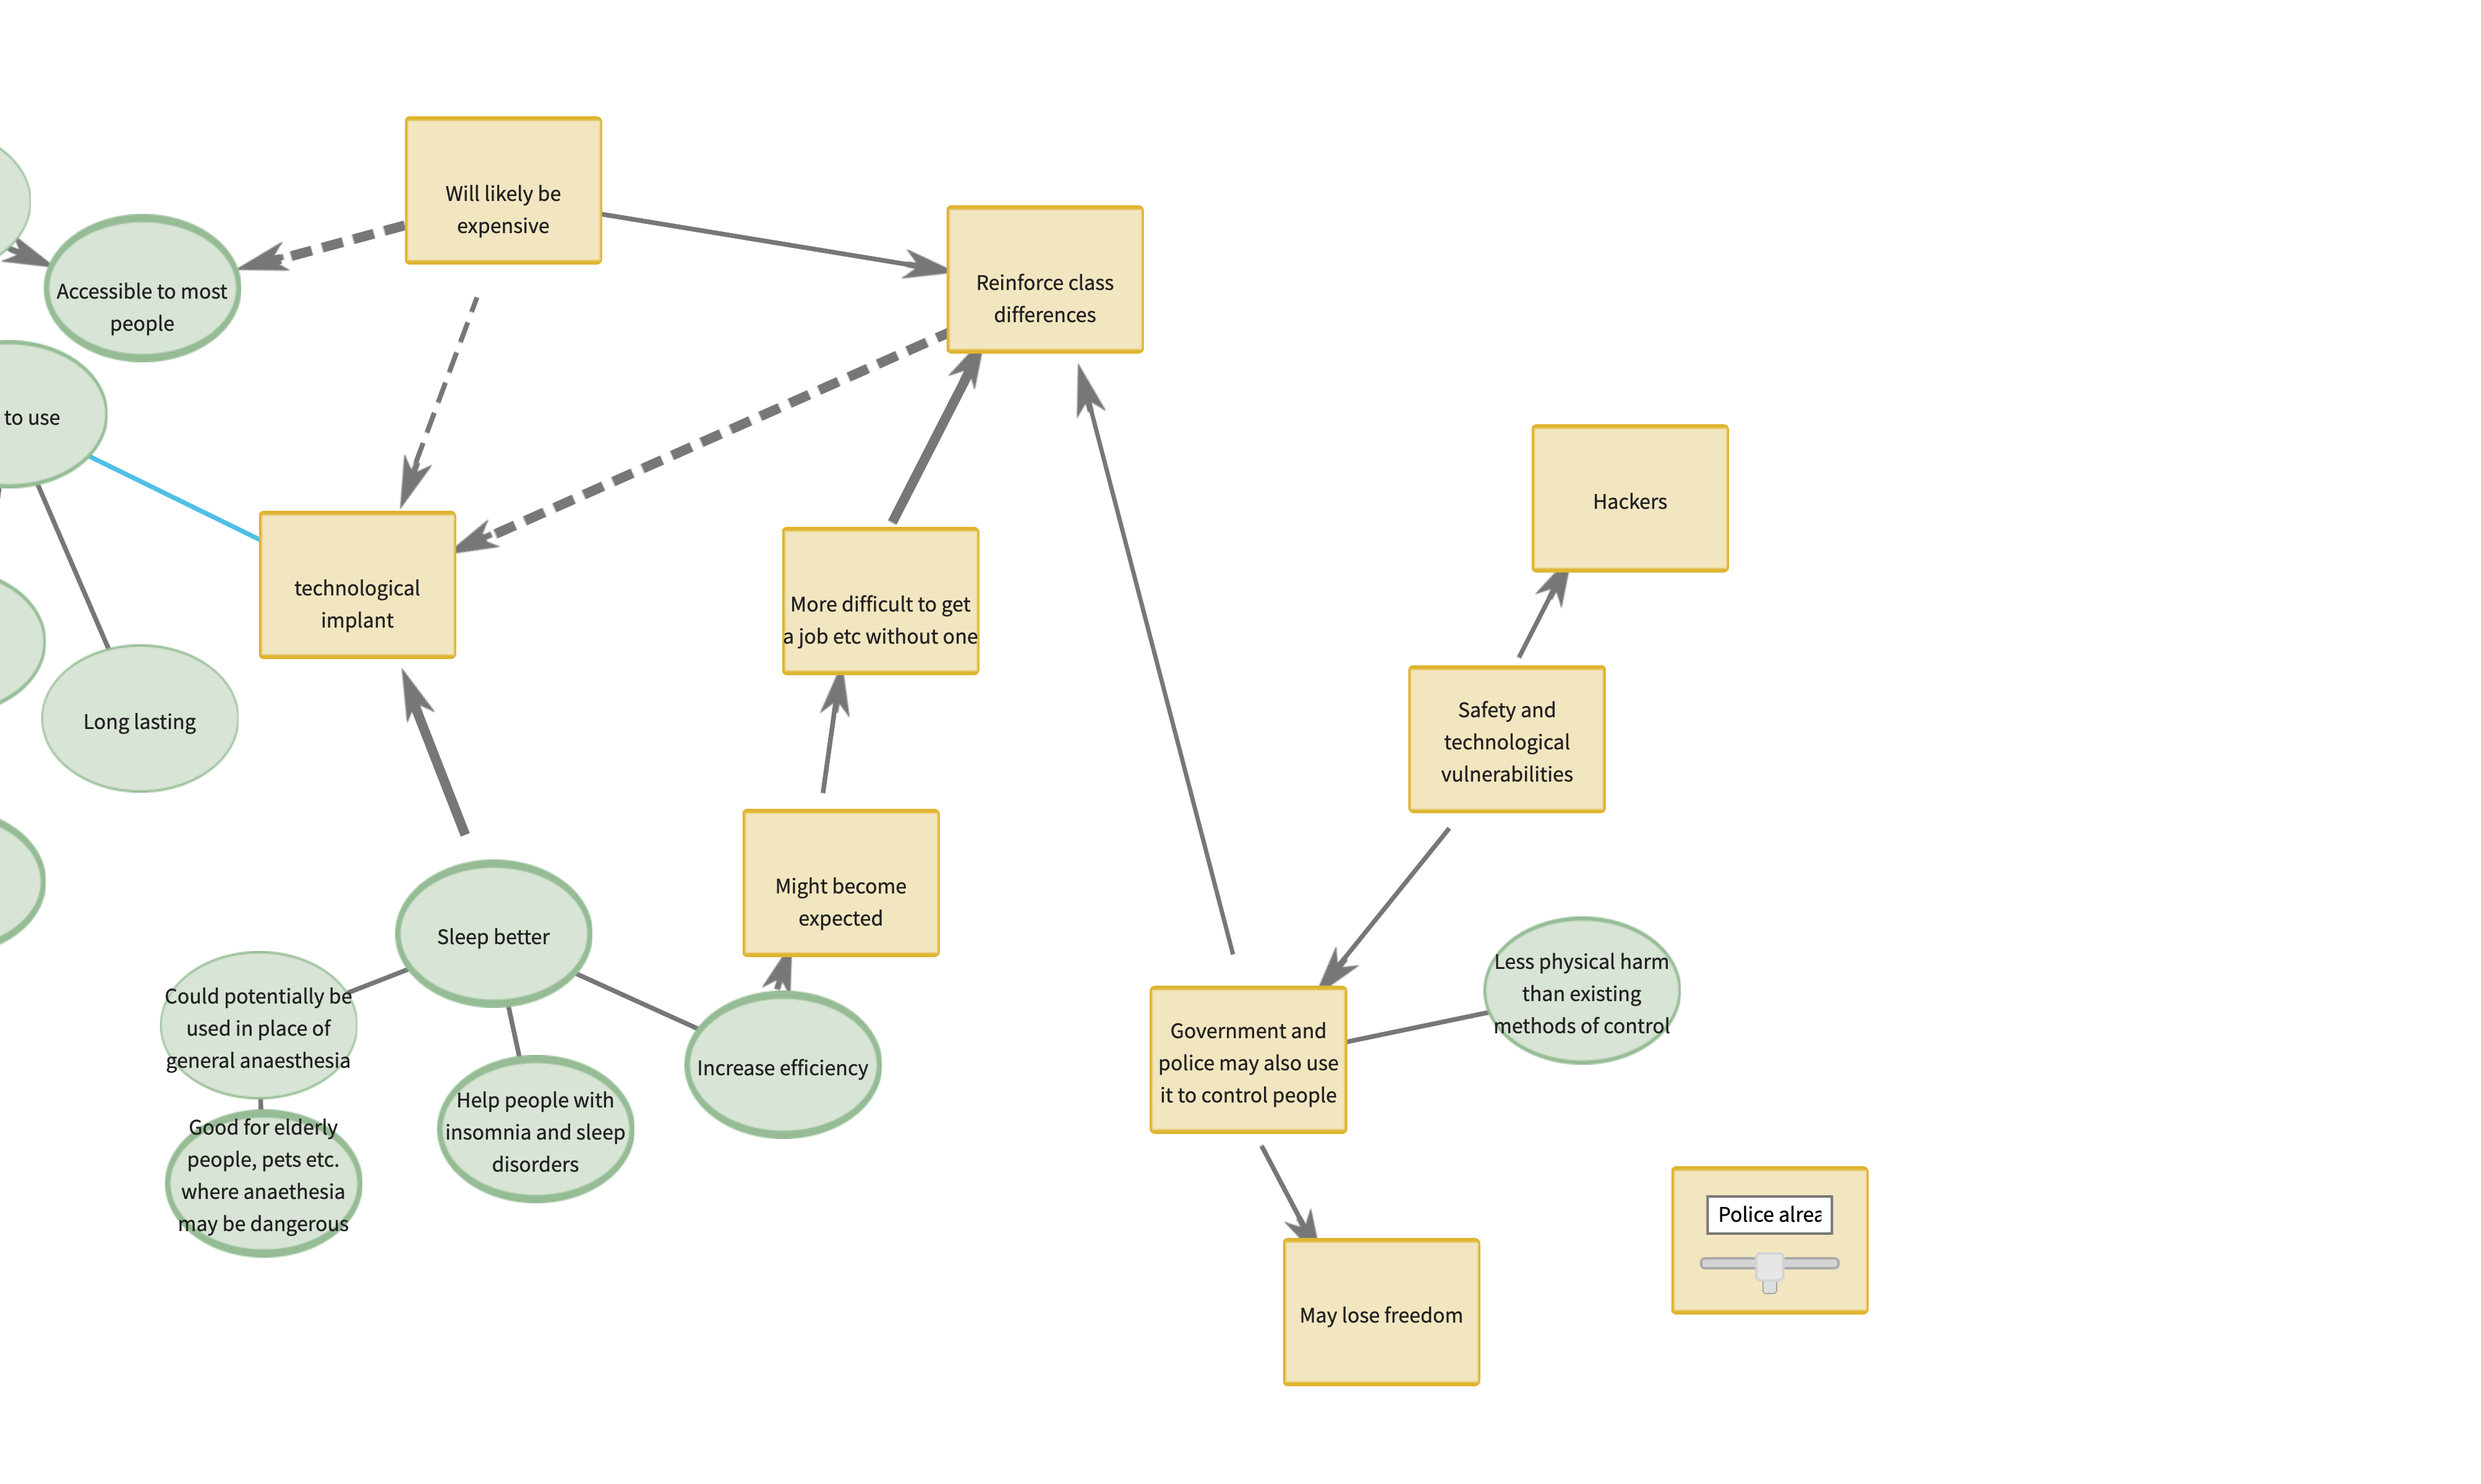 Will likely be
expensive
Reinforce class
differences
Accessible to most
people
to use
technological
implant
More difficult to get
a job etc without one
Hackers
Long lasting
Safety and
technological
vulnerabilities
Might become
expected
Sleep better
Could potentially be
used in place of
general anaesthesia
Good for elderly
people, pets etc.
where anaethesia
may be dangerous
Help people with
insomnia and sleep
disorders
Increase efficiency
Less physical harm
than existing
methods of control
Government and
police may also use
it to control people
May lose freedom
Police alrea